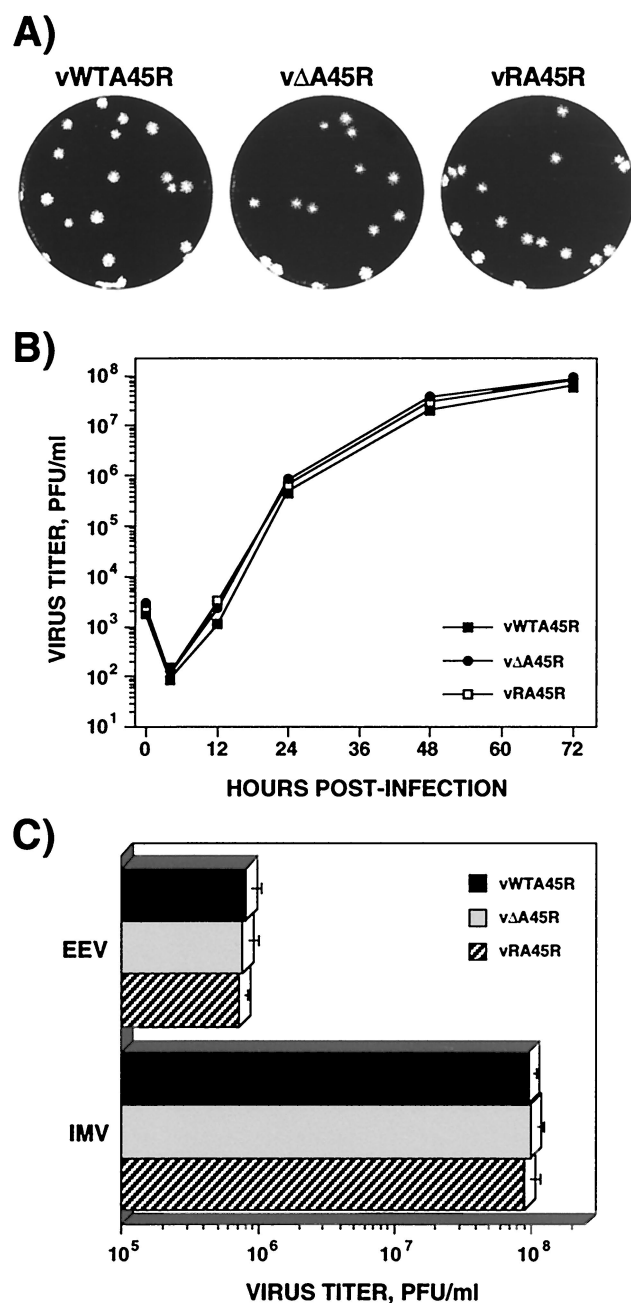 A)
vWTA45R vΔA45R vRA45R
B)
VIRUS TITER, PFU/ml
10^8
10^7
10^6
10^5
10^4
10^3
10^2
10^1
vWTA45R
vΔA45R
vRA45R
0 12 24 36 48 60 72
HOURS POST-INFECTION
C)
vWTA45R
vΔA45R
vRA45R
EEV
IMV
10^5 10^6 10^7 10^8
VIRUS TITER, PFU/ml